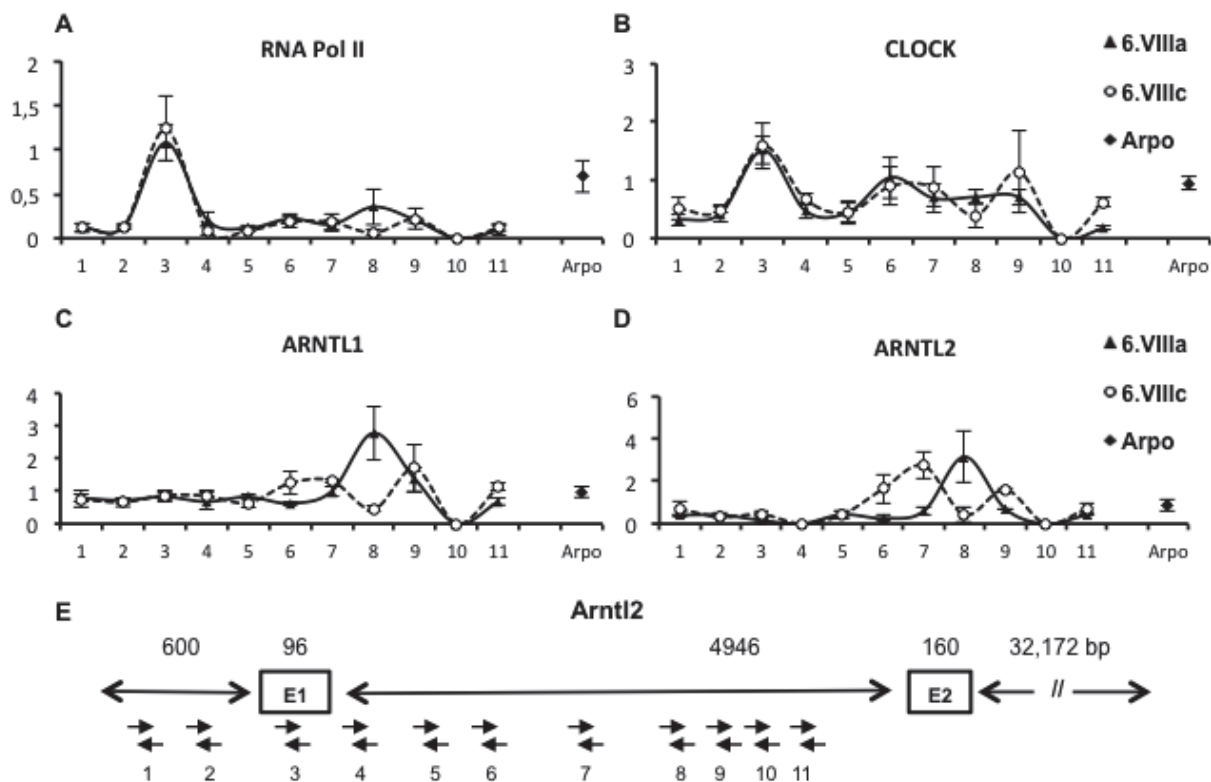 A
RNA Pol II
2
1,5
1
0,5
0
1 2 3 4 5 6 7 8 9 10 11 Arpo
B
CLOCK
3
2
1
0
1 2 3 4 5 6 7 8 9 10 11 Arpo
6.VIIIa
6.VIIIc
Arpo
C
ARNTL1
4
3
2
1
0
1 2 3 4 5 6 7 8 9 10 11 Arpo
D
ARNTL2
6
4
2
0
1 2 3 4 5 6 7 8 9 10 11 Arpo
6.VIIIa
6.VIIIc
Arpo
E
Arntl2
600 96 4946 160 32,172 bp
E1 E2 //
1 2 3 4 5 6 7 8 9 10 11